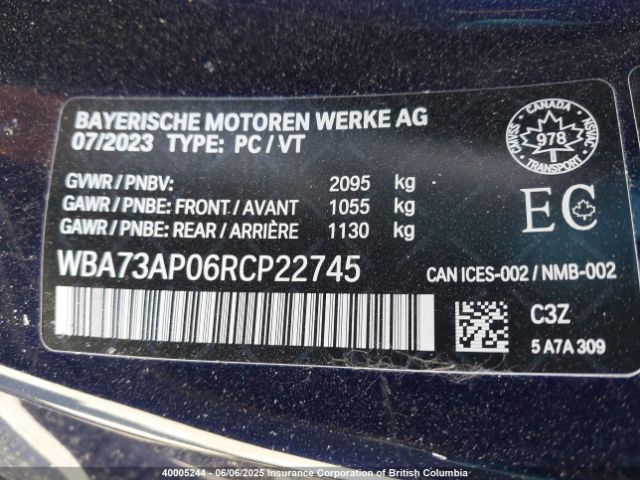 BAYERISCHE MOTOREN WERKE AG
07/2023 TYPE: PC / VT
GVWR / PNBV: 2095 kg
GAWR / PNBE: FRONT / AVANT 1055 kg
GAWR / PNBE: REAR / ARRIÈRE 1130 kg
WBA73AP06RCP22745
CANADA
CMVSS
978
NSVAC
TRANSPORT
EC
CAN ICES-002 / NMB-002
C3Z
5 A7A 309
40005244 - 06/06/2025 Insurance Corporation of British Columbia